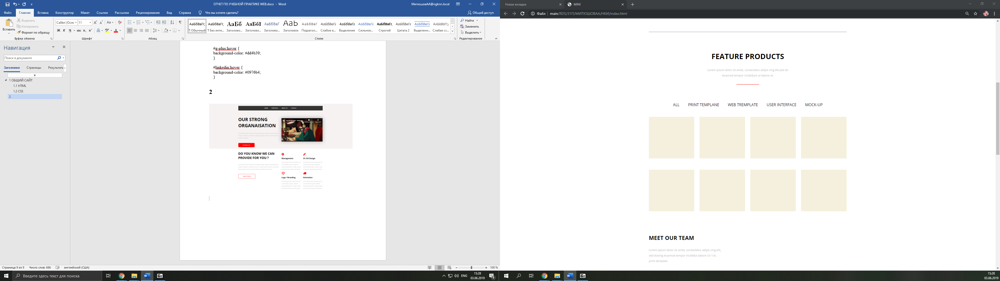 ОТЧЕТ ПО УЧЕБНОЙ ПРАКТИКЕ WEB.docx - Word
МитюшовАА@ngknn.local
Файл Главная Вставка Конструктор Макет Ссылки Рассылки Рецензирование Вид Справка Что вы хотите сделать? Общий доступ
Вставить
Вырезать
Копировать
Формат по образцу
Буфер обмена
Calibri (Оснс 11
Ж К Ч abc x₂ x²
Шрифт
Абзац
АаБбВвГг, АаБбВвГг, АаБб: АаБбІ АаБбВвГ АаБ АаБбВвГ АаБбВвГг АаБбВвГг АаБбВвГг АаБбВвГг, АаБбВвГг АаБбВвГг ААБбВвГг,
¶ Обычный ¶ Без инте... Заголово... Заголово... Заголово... Заголовок Подзагол... Слабое в... Выделение Сильное... Строгий Цитата 2 Выделенн... Слабая сс...
Стили
Найти
Заменить
Выделить
Редактирование
Навигация
Поиск в документе
Заголовки Страницы Результаты
1 ОБЩИЙ САЙТ
1.1 HTML
1.2 CSS
2
#g-plus:hover {
background-color: #dd4b39;
}
#linkedin:hover {
background-color: #0976b4;
}
2
HOME PORTFOLIO ABOUT US CONTACT
OUR STRONG
ORGANAISATION
Contact Us
DO YOU KNOW WE CAN
PROVIDE FOR YOU ?
Learn More
Management
UI /UX Design
Logo / Branding
Animation
Страница 9 из 9 Число слов: 686 английский (США)
100 %
Введите здесь текст для поиска
ENG
15:28
03.06.2019
6
Новая вкладка
MINI
Файл main/RDS/31П/МИТЮШОВАА/НКИ/index.html
FEATURE PRODUCTS
Lorem ipsum dolor sit amet, consectetur adipis cing elit,sed do
eiusmod tempor incididunt ut labore et.
ALL PRINT TEMPLANE WEB TREMPLATE USER INTERFACE MOCK-UP
MEET OUR TEAM
Lorem ipsum dolor sit amet, consectetur adipis cing elit,
sed dooing eiusmod tempor incididut labore Ui / Ux ,
print template.
15:28
03.06.2019